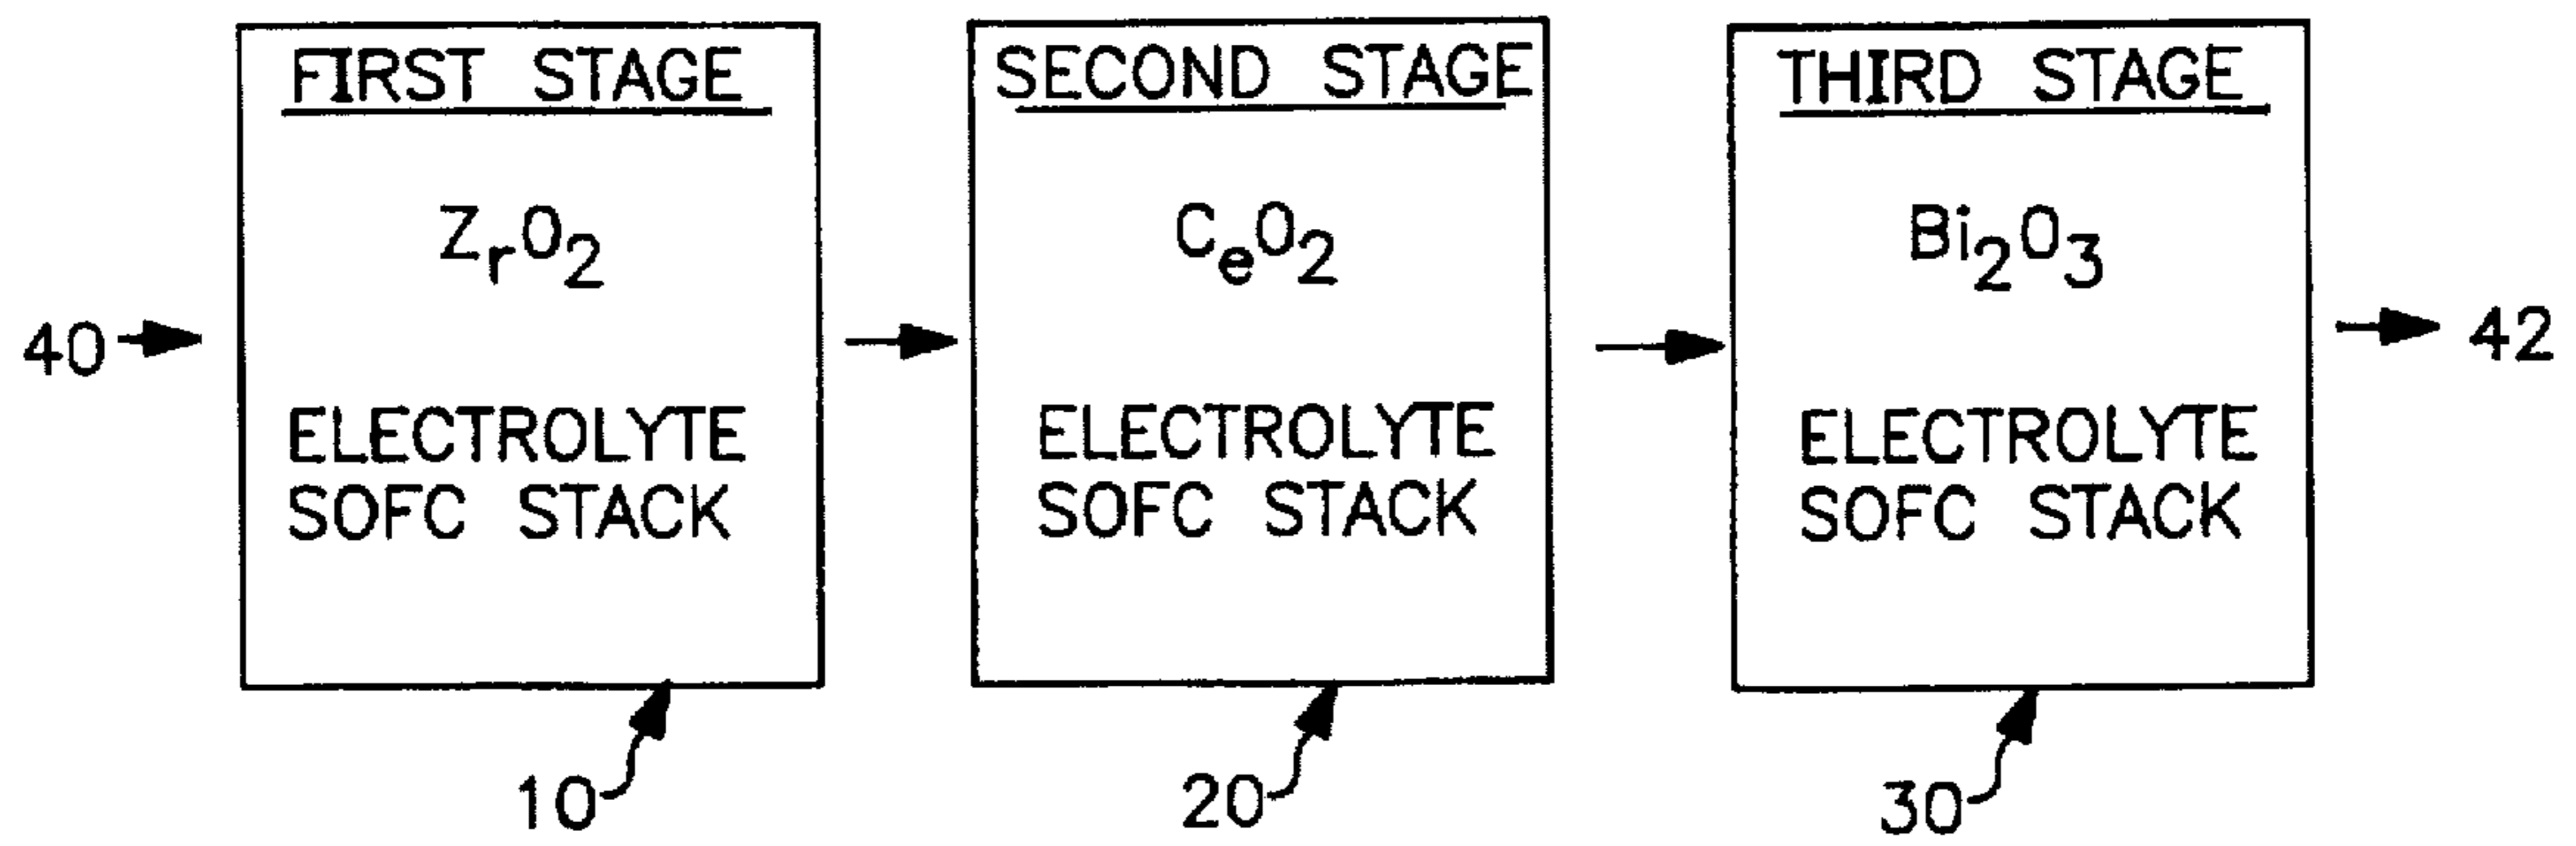 FIRST STAGE
ZrO2
ELECTROLYTE
SOFC STACK
SECOND STAGE
CeO2
ELECTROLYTE
SOFC STACK
THIRD STAGE
Bi2O3
ELECTROLYTE
SOFC STACK
40
42
10
20
30